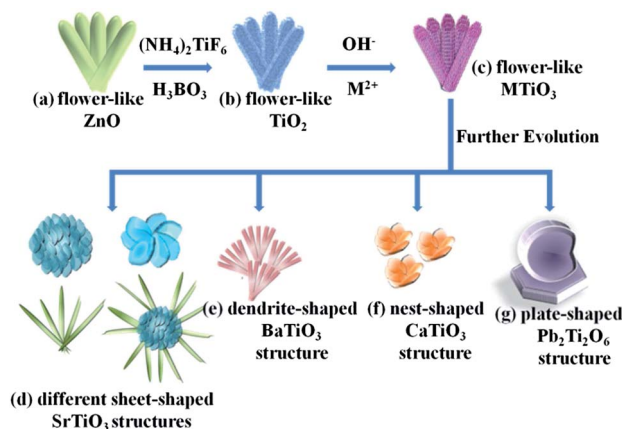 (NH₄)₂TiF₆
H₃BO₃
OH⁻
M²⁺
(a) flower-like
ZnO
(b) flower-like
TiO₂
(c) flower-like
MTiO₃
Further Evolution
(d) different sheet-shaped
SrTiO₃ structures
(e) dendrite-shaped
BaTiO₃
structure
(f) nest-shaped
CaTiO₃
structure
(g) plate-shaped
Pb₂Ti₂O₆
structure